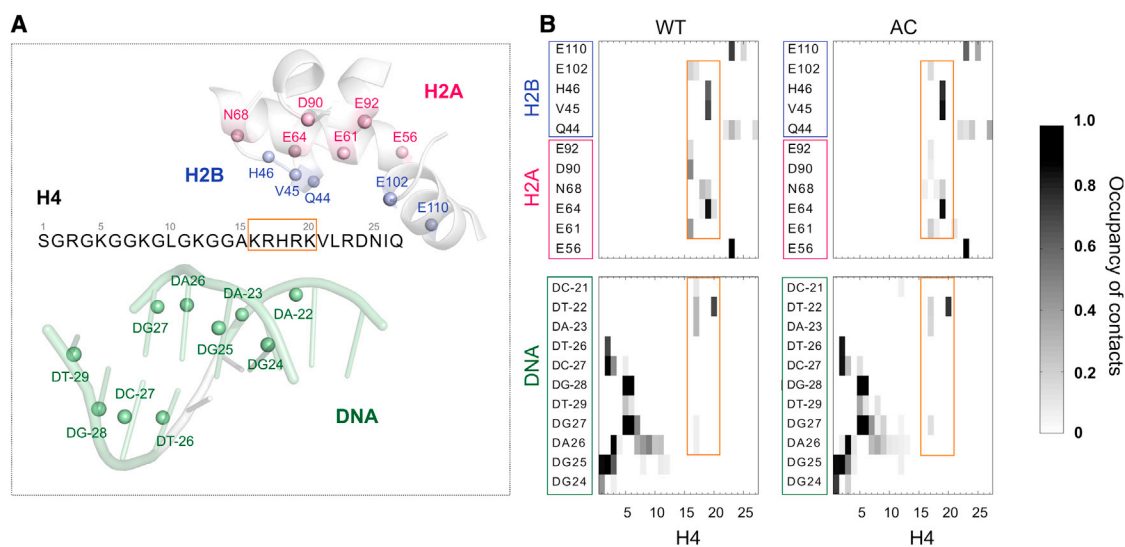 A
B
N68
D90
E92
H2A
E64
E61
E56
H2B
H46
V45
Q44
E102
E110
H4
1 5 10 15 20 25
SGRGKGGKGLGKGGAKRHRKVLRDNIQ
DA26
DA-23
DG27
DA-22
DG25
DG24
DT-29
DC-27
DG-28
DT-26
DNA
WT
AC
H2B
E110
E102
H46
V45
Q44
H2A
E92
D90
N68
E64
E61
E56
DNA
DC-21
DT-22
DA-23
DT-26
DC-27
DG-28
DT-29
DG27
DA26
DG25
DG24
5 10 15 20 25
H4
E110
E102
H46
V45
Q44
E92
D90
N68
E64
E61
E56
DC-21
DT-22
DA-23
DT-26
DC-27
DG-28
DT-29
DG27
DA26
DG25
DG24
5 10 15 20 25
H4
1.0
0.8
0.6
0.4
0.2
0
Occupancy of contacts